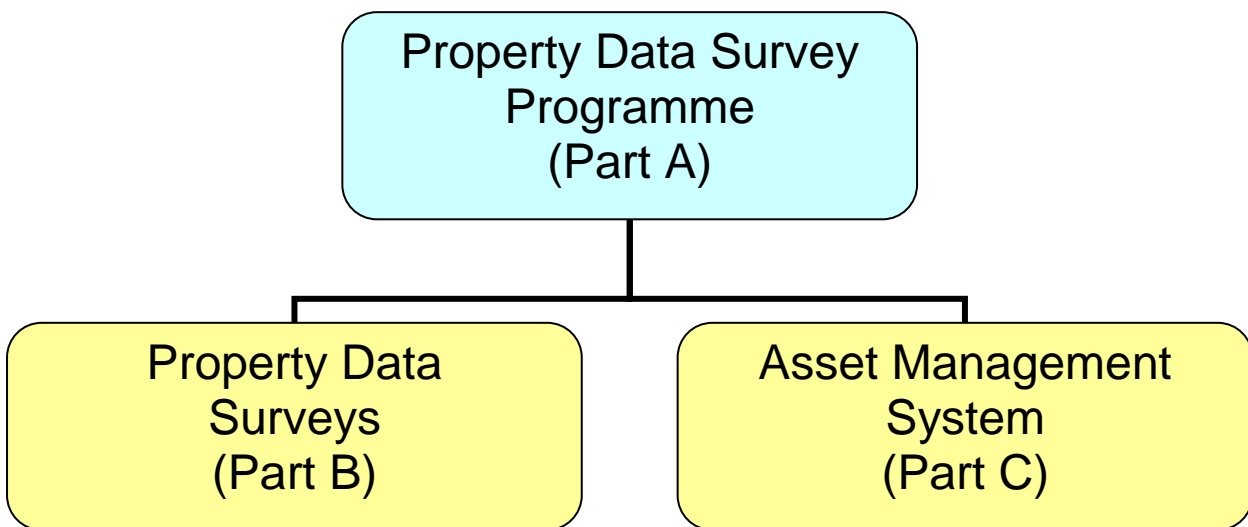 Property Data Survey
Programme
(Part A)
Property Data
Surveys
(Part B)
Asset Management
System
(Part C)